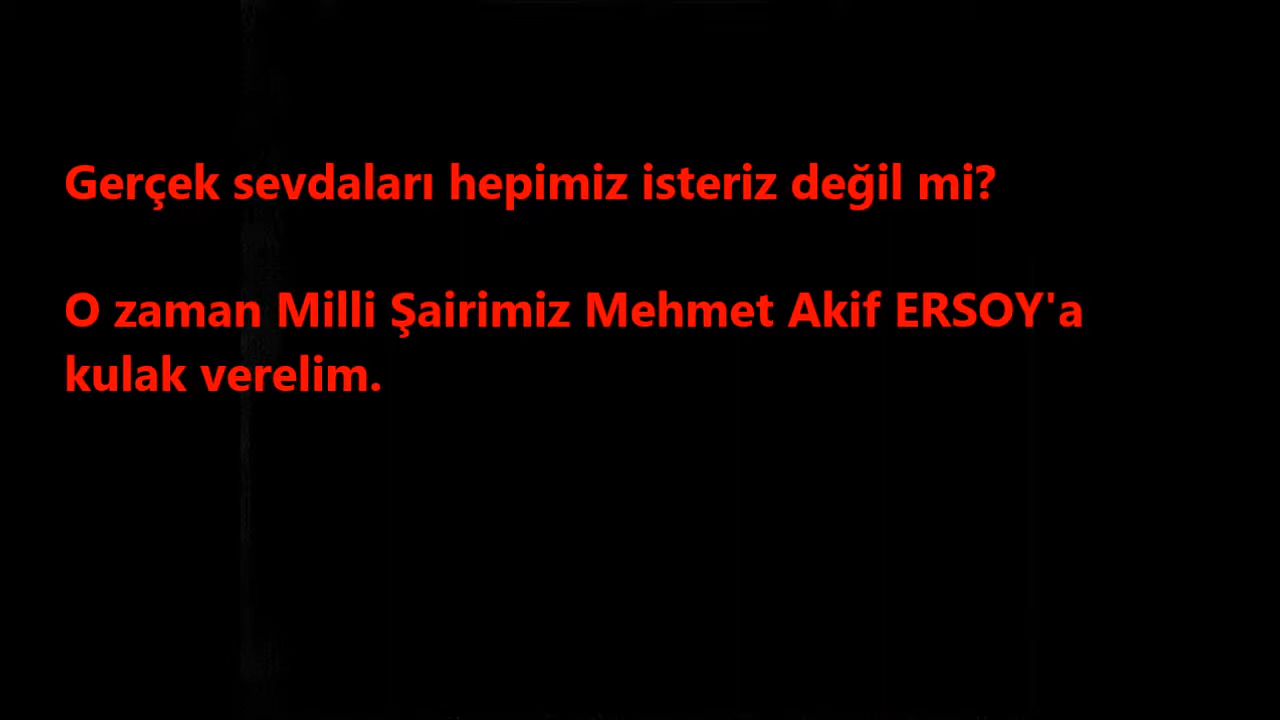 Gerçek sevdaları hepimiz isteriz değil mi?
O zaman Milli Şairimiz Mehmet Akif ERSOY'a
kulak verelim.